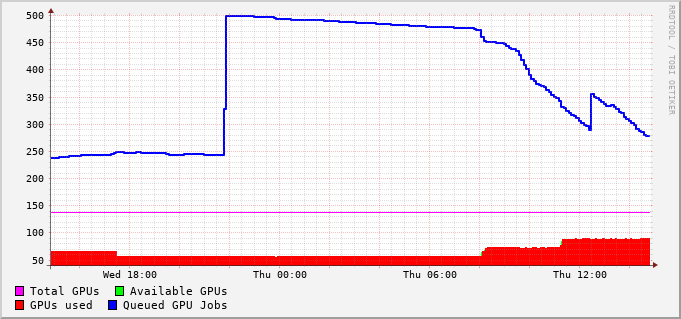 500
450
400
350
300
250
200
150
100
50
Wed 18:00 Thu 00:00 Thu 06:00 Thu 12:00
Total GPUs Available GPUs
GPUs used Queued GPU Jobs
RRDTOOL / TOBI OETIKER